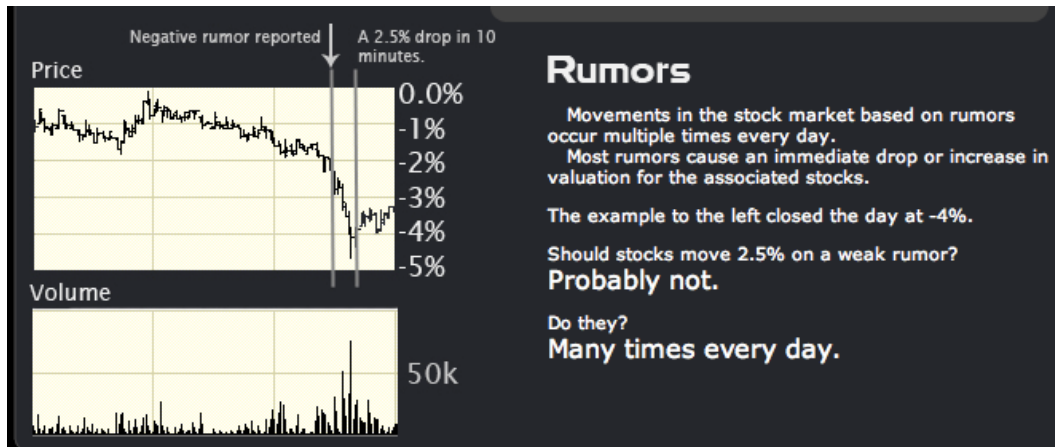 Negative rumor reported
A 2.5% drop in 10
minutes.
Price
0.0%
-1%
-2%
-3%
-4%
-5%
Volume
50k
Rumors
Movements in the stock market based on rumors
occur multiple times every day.
Most rumors cause an immediate drop or increase in
valuation for the associated stocks.
The example to the left closed the day at -4%.
Should stocks move 2.5% on a weak rumor?
Probably not.
Do they?
Many times every day.